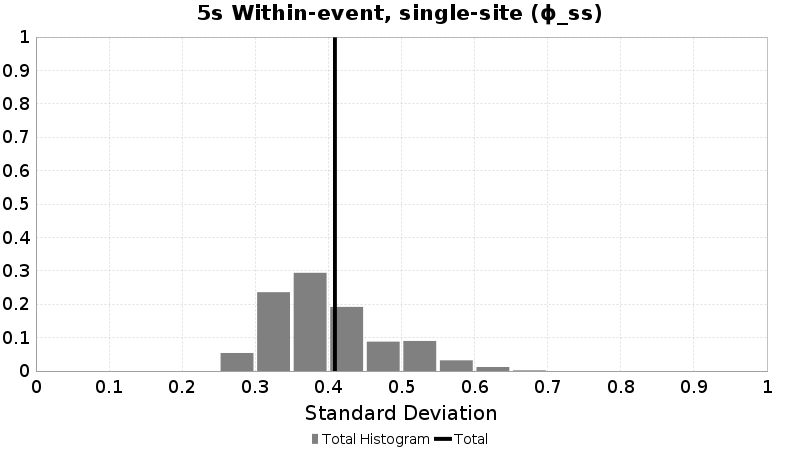 5s Within-event, single-site (ϕ_ss)
1
0.9
0.8
0.7
0.6
0.5
0.4
0.3
0.2
0.1
0
0 0.1 0.2 0.3 0.4 0.5 0.6 0.7 0.8 0.9 1
Standard Deviation
Total Histogram Total